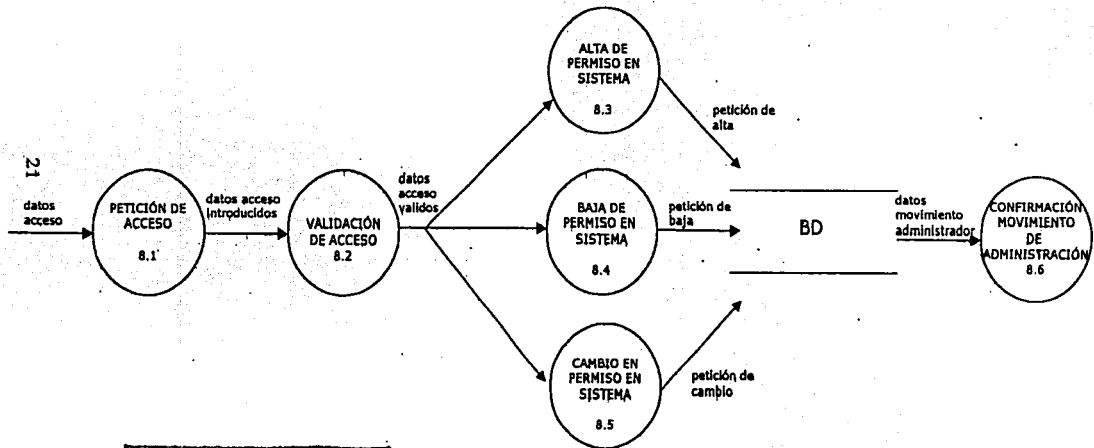 ALTA DE
PERMISO EN
SISTEMA
8.3
petición de
alta
21
datos
acceso
PETICIÓN DE
ACCESO
8.1
datos acceso
introducidos
VALIDACIÓN
DE ACCESO
8.2
datos
acceso
validos
BAJA DE
PERMISO EN
SISTEMA
8.4
petición de
baja
BD
datos
movimiento
administrador
CONFIRMACIÓN
MOVIMIENTO
DE
ADMINISTRACIÓN
8.6
CAMBIO EN
PERMISO EN
SISTEMA
8.5
petición de
cambio